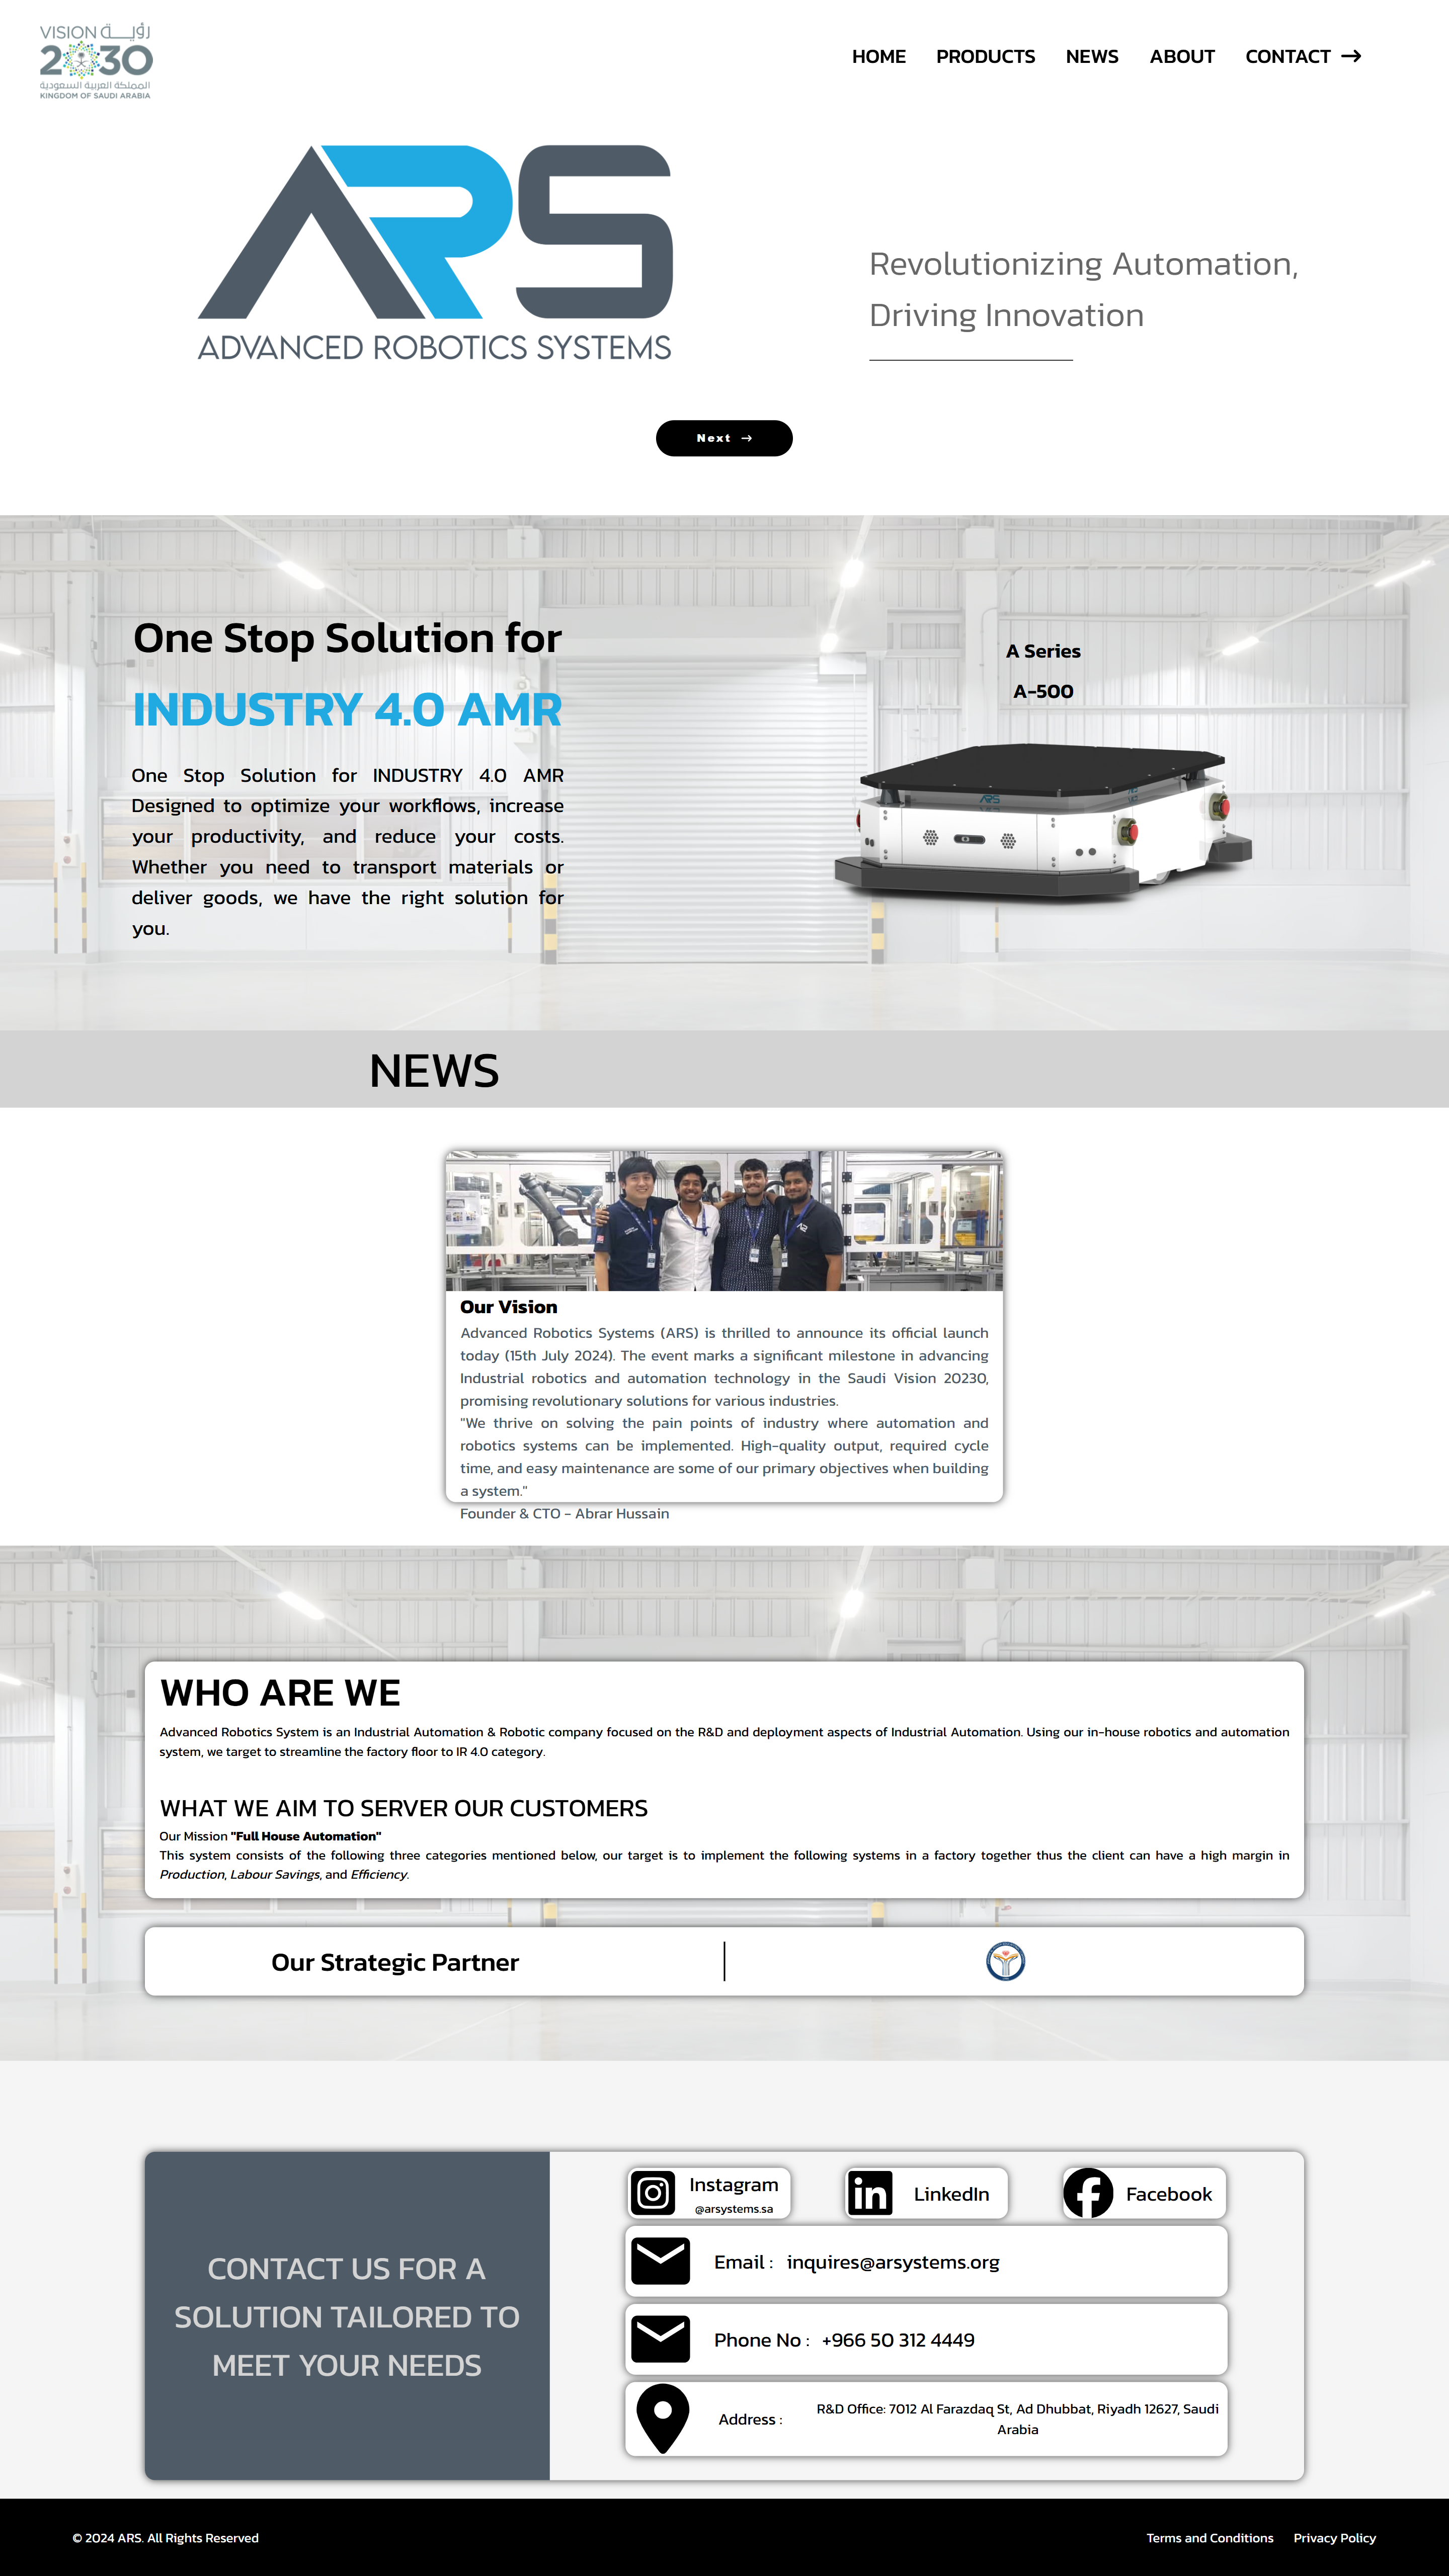 VISION رؤيـــة
2030
المملكة العربية السعودية
KINGDOM OF SAUDI ARABIA
HOME PRODUCTS NEWS ABOUT CONTACT →
ARS
ADVANCED ROBOTICS SYSTEMS
Revolutionizing Automation,
Driving Innovation
Next →
One Stop Solution for
INDUSTRY 4.0 AMR
One Stop Solution for INDUSTRY 4.0 AMR
Designed to optimize your workflows, increase
your productivity, and reduce your costs.
Whether you need to transport materials or
deliver goods, we have the right solution for
you.
A Series
A-500
ARS
NEWS
Our Vision
Advanced Robotics Systems (ARS) is thrilled to announce its official launch
today (15th July 2024). The event marks a significant milestone in advancing
Industrial robotics and automation technology in the Saudi Vision 20230,
promising revolutionary solutions for various industries.
"We thrive on solving the pain points of industry where automation and
robotics systems can be implemented. High-quality output, required cycle
time, and easy maintenance are some of our primary objectives when building
a system."
Founder & CTO - Abrar Hussain
WHO ARE WE
Advanced Robotics System is an Industrial Automation & Robotic company focused on the R&D and deployment aspects of Industrial Automation. Using our in-house robotics and automation
system, we target to streamline the factory floor to IR 4.0 category.
WHAT WE AIM TO SERVER OUR CUSTOMERS
Our Mission "Full House Automation"
This system consists of the following three categories mentioned below, our target is to implement the following systems in a factory together thus the client can have a high margin in
Production, Labour Savings, and Efficiency.
Our Strategic Partner
CONTACT US FOR A
SOLUTION TAILORED TO
MEET YOUR NEEDS
Instagram
@arsystems.sa
LinkedIn
Facebook
Email : inquires@arsystems.org
Phone No : +966 50 312 4449
Address :
R&D Office: 7012 Al Farazdaq St, Ad Dhubbat, Riyadh 12627, Saudi
Arabia
© 2024 ARS. All Rights Reserved
Terms and Conditions Privacy Policy